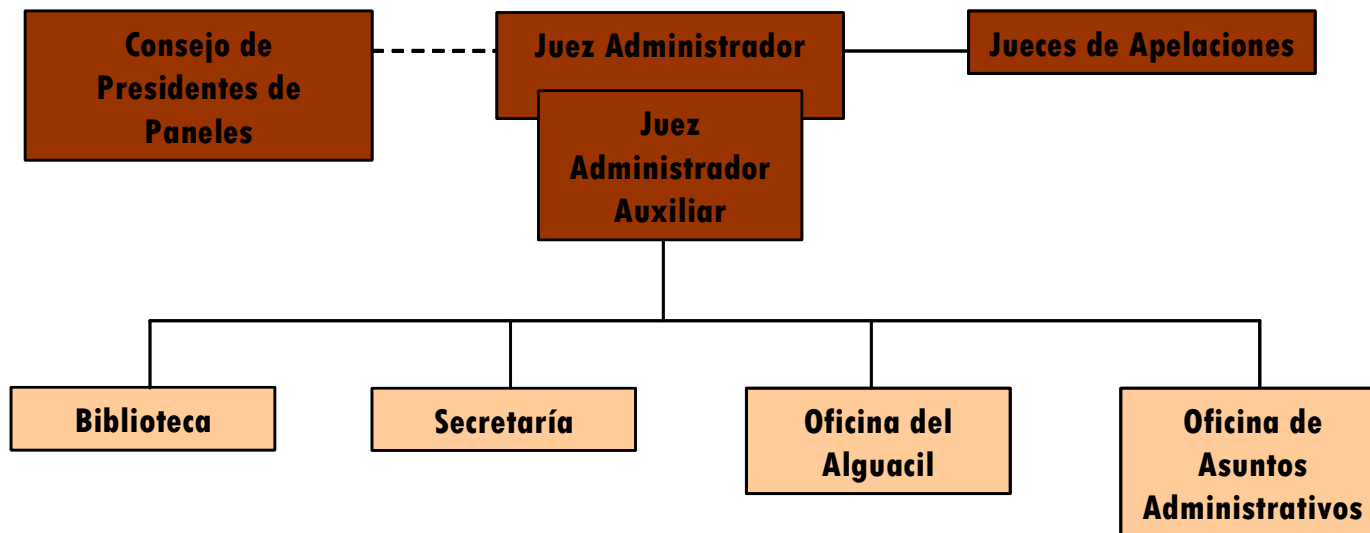 Consejo de
Presidentes de
Paneles
Juez Administrador
Jueces de Apelaciones
Juez
Administrador
Auxiliar
Biblioteca
Secretaría
Oficina del
Alguacil
Oficina de
Asuntos
Administrativos